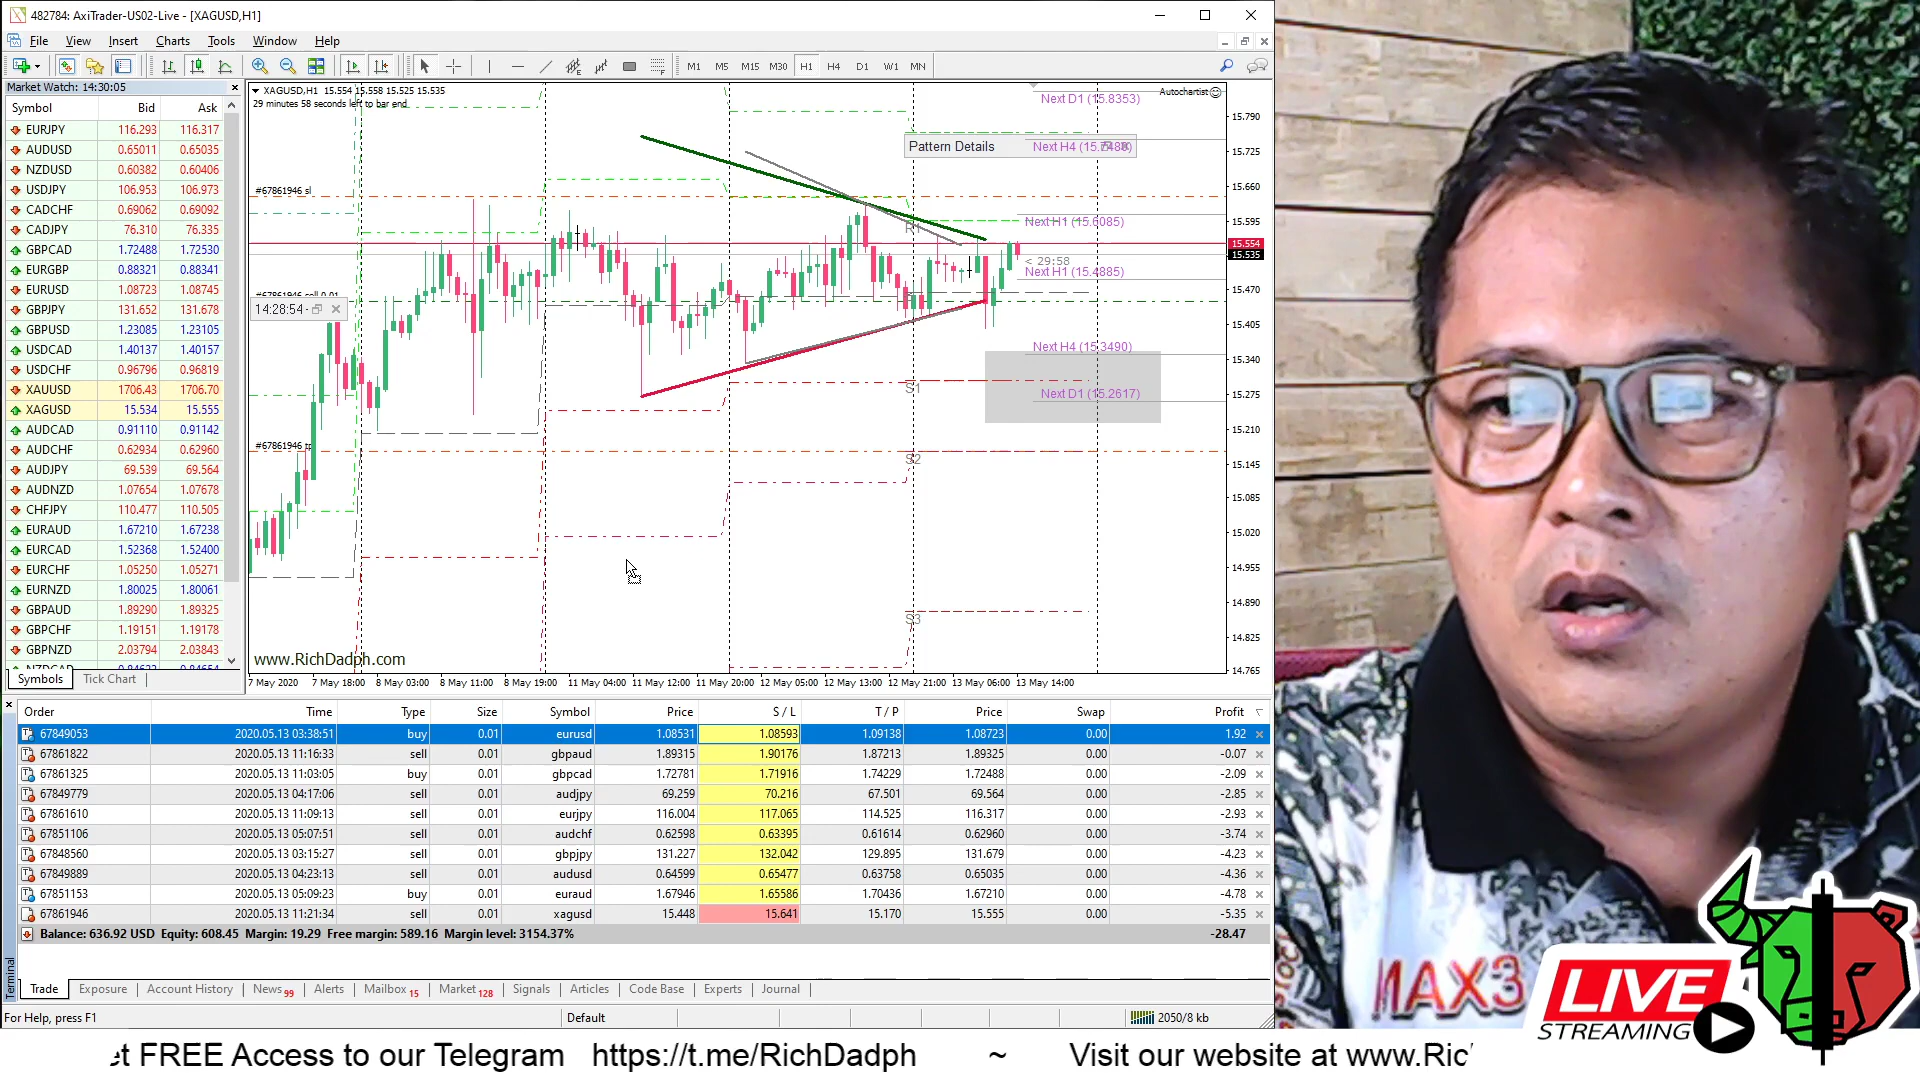 482784: AxiTrader-US02-Live - [XAGUSD,H1]
File View Insert Charts Tools Window Help
M1 M5 M15 M30 H1 H4 D1 W1 MN
Market Watch: 14:30:05
Symbol Bid Ask
EURJPY 116.293 116.317
AUDUSD 0.65011 0.65035
NZDUSD 0.60382 0.60406
USDJPY 106.953 106.973
CADCHF 0.69062 0.69092
CADJPY 76.310 76.335
GBPCAD 1.72488 1.72530
EURGBP 0.88321 0.88341
EURUSD 1.08723 1.08745
GBPJPY 131.652 131.678
GBPUSD 1.23085 1.23105
USDCAD 1.40137 1.40157
USDCHF 0.96796 0.96819
XAUUSD 1706.43 1706.70
XAGUSD 15.534 15.555
AUDCAD 0.91110 0.91142
AUDCHF 0.62934 0.62960
AUDJPY 69.539 69.564
AUDNZD 1.07654 1.07678
CHFJPY 110.477 110.505
EURAUD 1.67210 1.67238
EURCAD 1.52368 1.52400
EURCHF 1.05250 1.05271
EURNZD 1.80025 1.80061
GBPAUD 1.89290 1.89325
GBPCHF 1.19151 1.19178
GBPNZD 2.03794 2.03843
Symbols Tick Chart
XAGUSD,H1 15.554 15.558 15.525 15.535
29 minutes 58 seconds left to bar end
Autochartist
Next D1 (15.8353)
Pattern Details
#67861946 sl
R1
Next H1 (15.6085)
< 29:58
Next H1 (15.4885)
#67861946 sell 0.01
14:28:54
Next H4 (15.3490)
S1
Next D1 (15.2617)
#67861946 tp
S2
S3
www.RichDadph.com
15.790
15.725
15.660
15.595
15.554
15.535
15.470
15.405
15.340
15.275
15.210
15.145
15.085
15.020
14.955
14.890
14.825
14.765
7 May 2020 7 May 18:00 8 May 03:00 8 May 11:00 8 May 19:00 11 May 04:00 11 May 12:00 11 May 20:00 12 May 05:00 12 May 13:00 12 May 21:00 13 May 06:00 13 May 14:00
Order Time Type Size Symbol Price S / L T / P Price Swap Profit
67849053 2020.05.13 03:38:51 buy 0.01 eurusd 1.08531 1.08593 1.09138 1.08723 0.00 1.92
67861822 2020.05.13 11:16:33 sell 0.01 gbpaud 1.89315 1.90176 1.87213 1.89325 0.00 -0.07
67861325 2020.05.13 11:03:05 buy 0.01 gbpcad 1.72781 1.71916 1.74229 1.72488 0.00 -2.09
67849779 2020.05.13 04:17:06 sell 0.01 audjpy 69.259 70.216 67.501 69.564 0.00 -2.85
67861610 2020.05.13 11:09:13 sell 0.01 eurjpy 116.004 117.065 114.525 116.317 0.00 -2.93
67851106 2020.05.13 05:07:51 sell 0.01 audchf 0.62598 0.63395 0.61614 0.62960 0.00 -3.74
67848560 2020.05.13 03:15:27 sell 0.01 gbpjpy 131.227 132.042 129.895 131.679 0.00 -4.23
67849889 2020.05.13 04:23:13 sell 0.01 audusd 0.64599 0.65477 0.63758 0.65035 0.00 -4.36
67851153 2020.05.13 05:09:23 buy 0.01 euraud 1.67946 1.65586 1.70436 1.67210 0.00 -4.78
67861946 2020.05.13 11:21:34 sell 0.01 xagusd 15.448 15.641 15.170 15.555 0.00 -5.35
Balance: 636.92 USD Equity: 608.45 Margin: 19.29 Free margin: 589.16 Margin level: 3154.37% -28.47
Terminal
Trade Exposure Account History News 99 Alerts Mailbox 15 Market 128 Signals Articles Code Base Experts Journal
For Help, press F1 Default 2050/8 kb
MAX3
LIVE
STREAMING
et FREE Access to our Telegram https://t.me/RichDadph ~ Visit our website at www.Ric